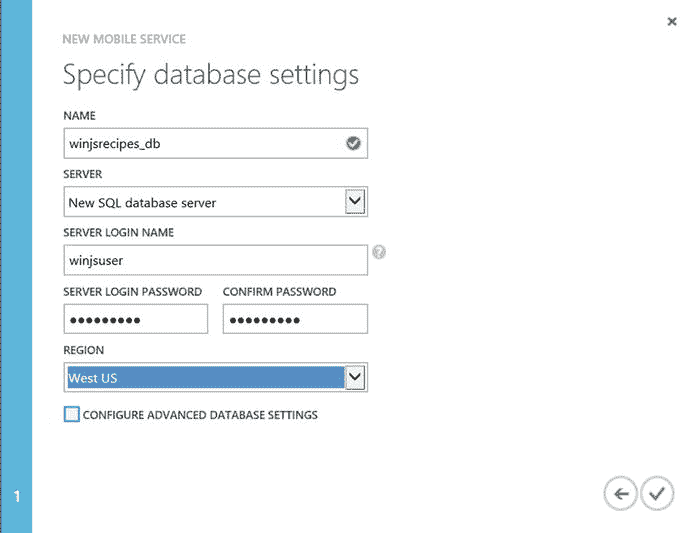 NEW MOBILE SERVICE
Specify database settings
NAME
winjsrecipes_db
SERVER
New SQL database server
SERVER LOGIN NAME
winjsuser
?
SERVER LOGIN PASSWORD CONFIRM PASSWORD
●●●●●●●●● ●●●●●●●●●
REGION
West US
CONFIGURE ADVANCED DATABASE SETTINGS
1